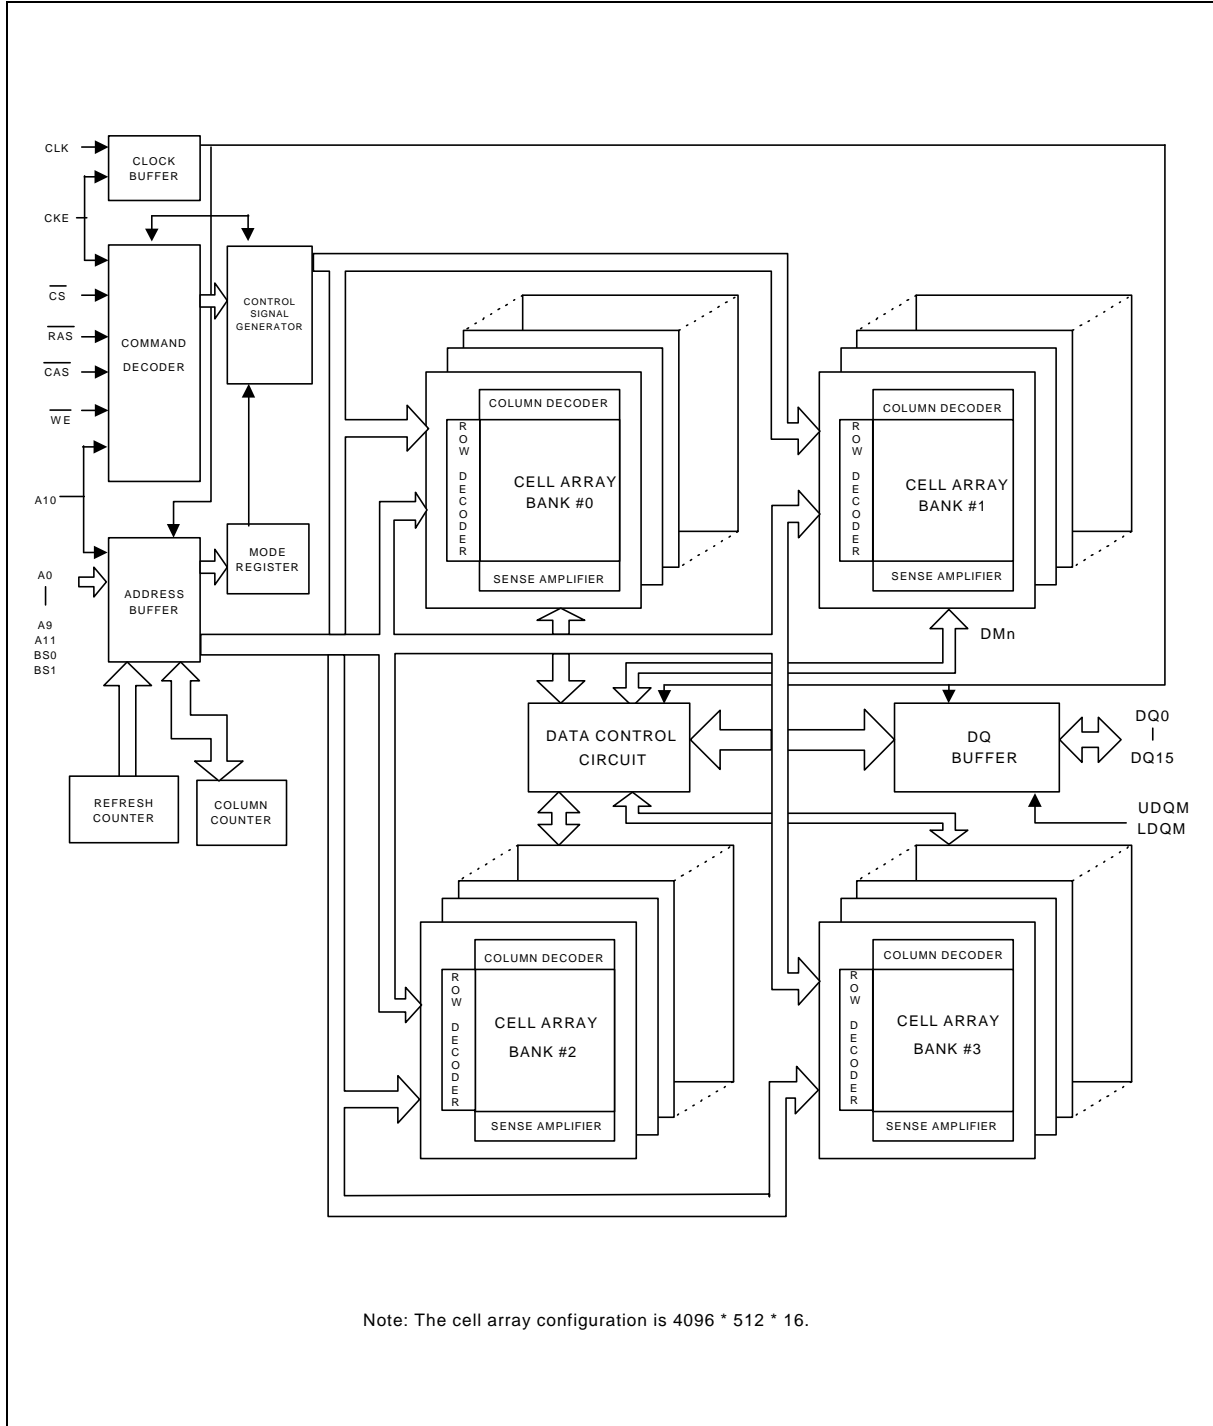 CLK
CLOCK
BUFFER
CKE
CS
RAS
CAS
WE
A10
COMMAND
DECODER
CONTROL
SIGNAL
GENERATOR
MODE
REGISTER
A0
A9
A11
BS0
BS1
ADDRESS
BUFFER
REFRESH
COUNTER
COLUMN
COUNTER
COLUMN DECODER
ROW DECODER
CELL ARRAY
BANK #0
SENSE AMPLIFIER
COLUMN DECODER
ROW DECODER
CELL ARRAY
BANK #1
SENSE AMPLIFIER
DMn
DATA CONTROL
CIRCUIT
DQ
BUFFER
DQ0
DQ15
UDQM
LDQM
COLUMN DECODER
ROW DECODER
CELL ARRAY
BANK #2
SENSE AMPLIFIER
COLUMN DECODER
ROW DECODER
CELL ARRAY
BANK #3
SENSE AMPLIFIER
Note: The cell array configuration is 4096 * 512 * 16.